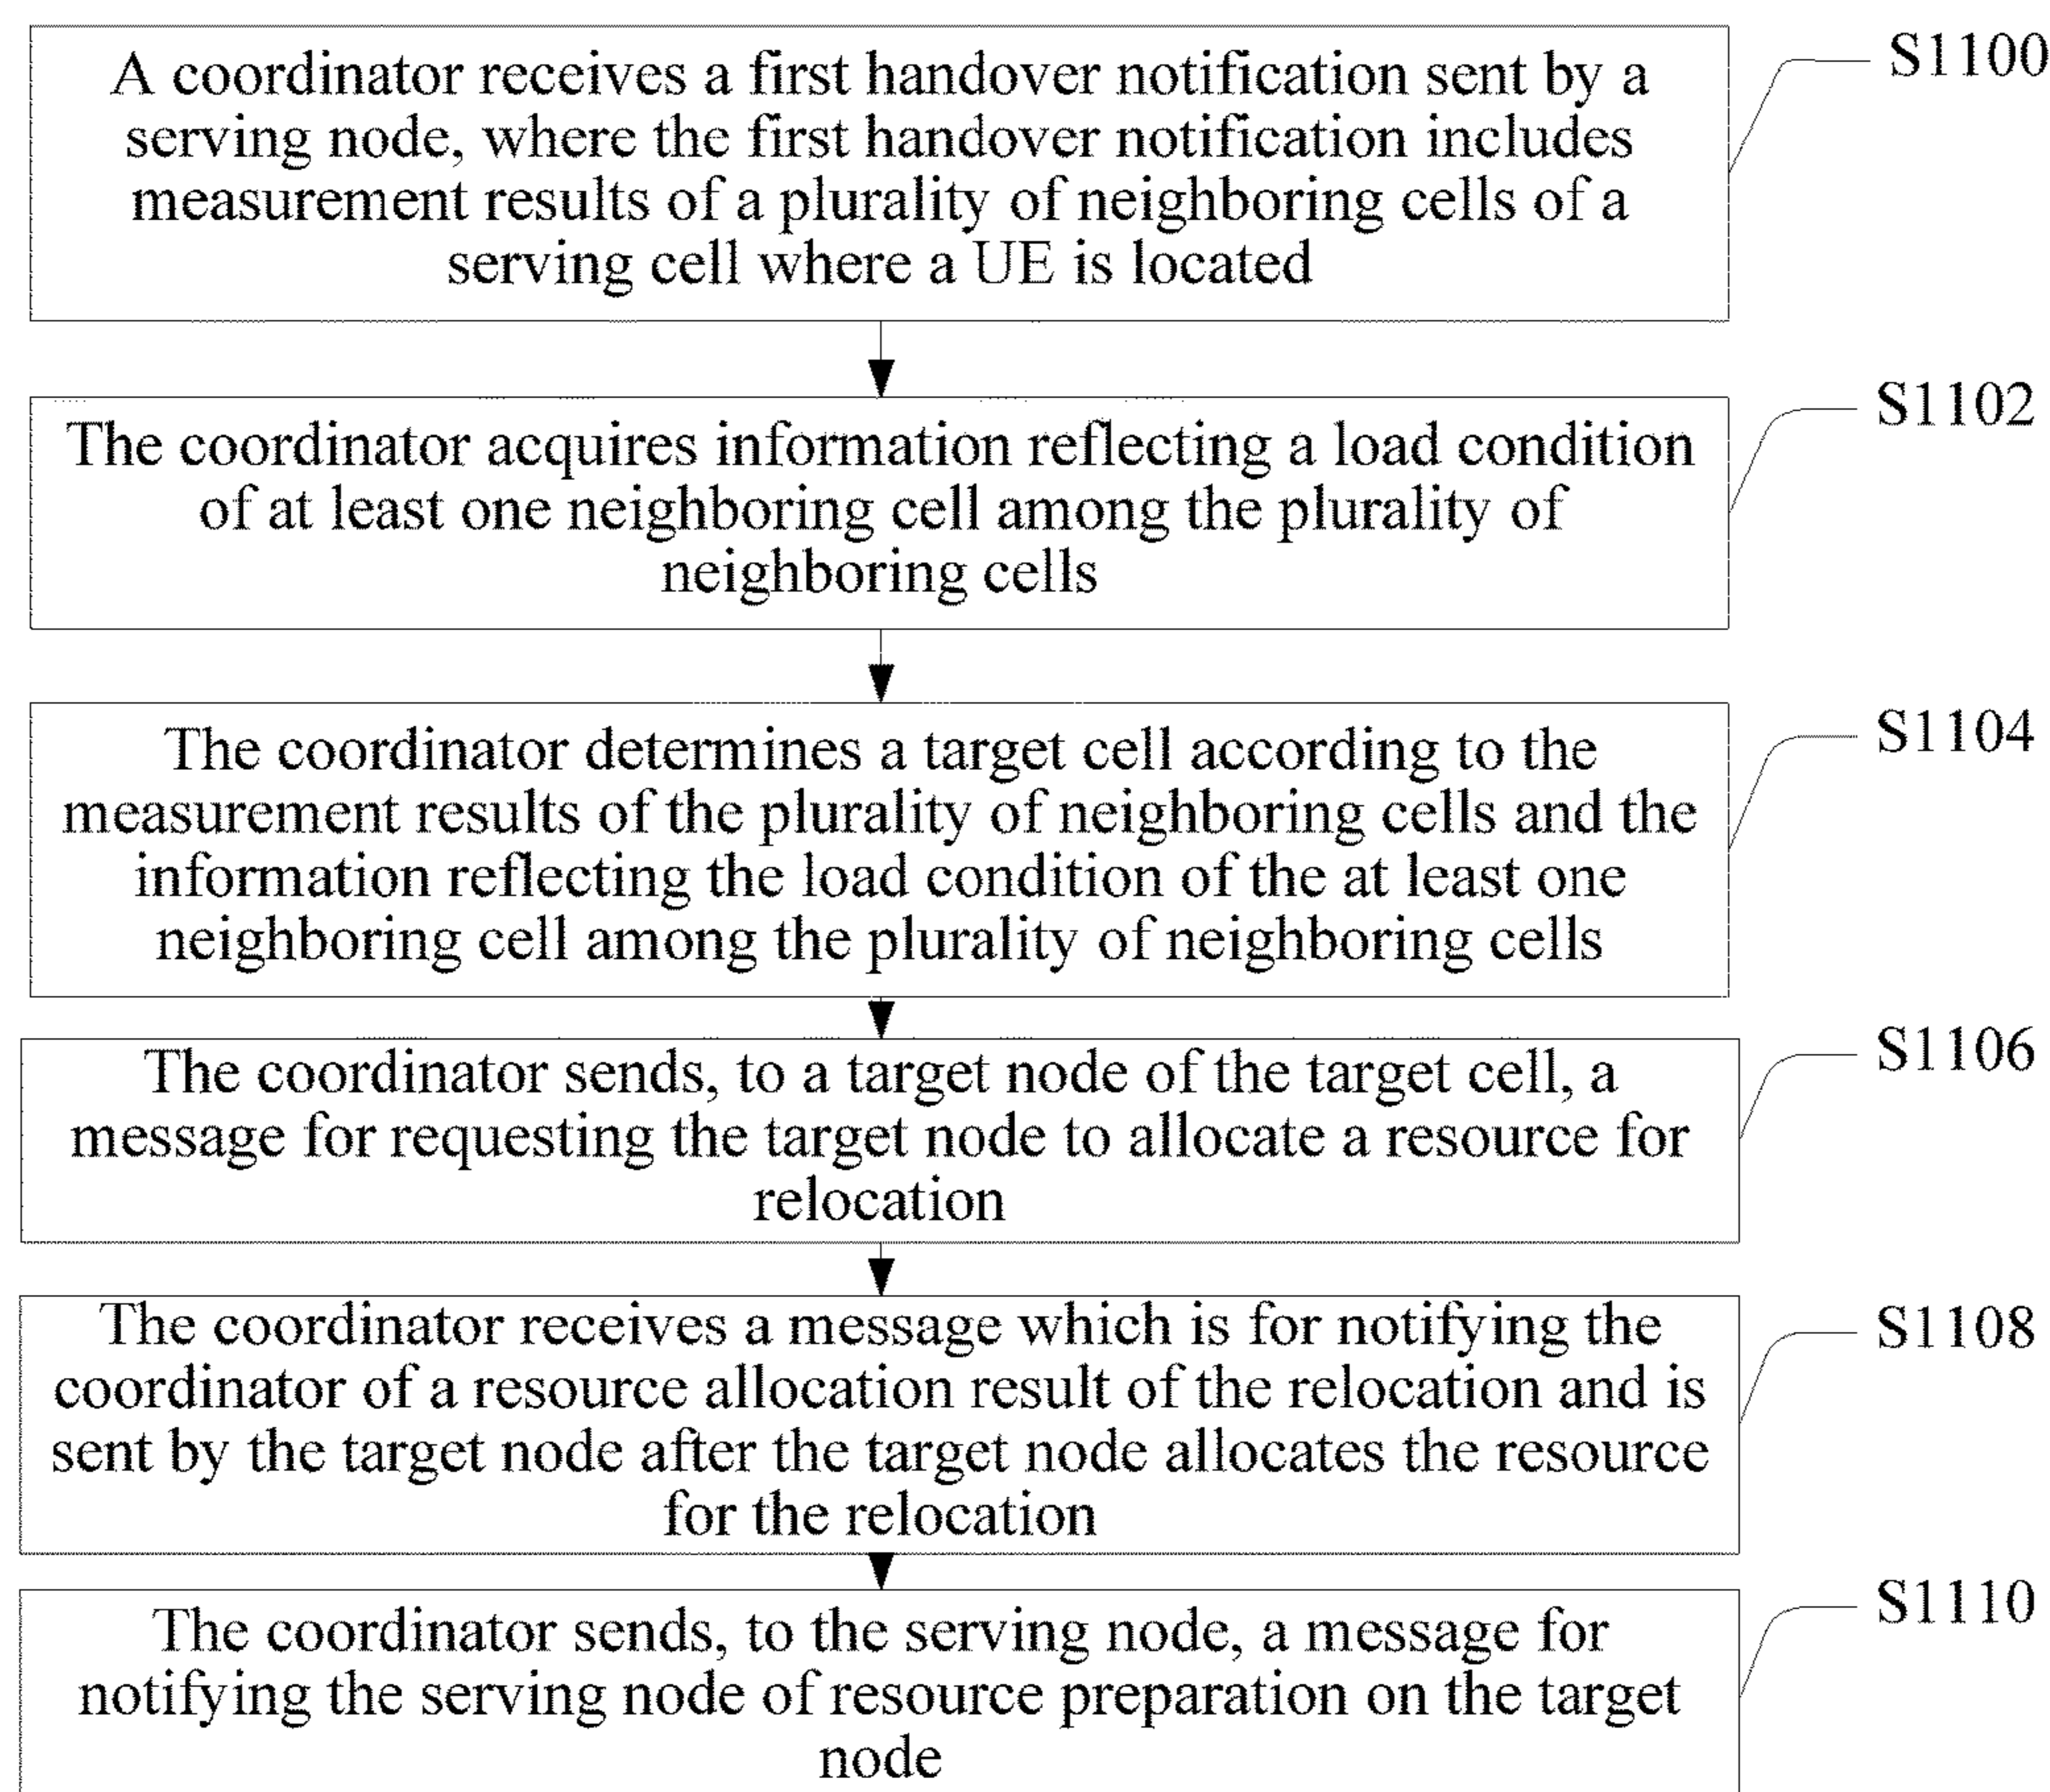 A coordinator receives a first handover notification sent by a
serving node, where the first handover notification includes
measurement results of a plurality of neighboring cells of a
serving cell where a UE is located
S1100
The coordinator acquires information reflecting a load condition
of at least one neighboring cell among the plurality of
neighboring cells
S1102
The coordinator determines a target cell according to the
measurement results of the plurality of neighboring cells and the
information reflecting the load condition of the at least one
neighboring cell among the plurality of neighboring cells
S1104
The coordinator sends, to a target node of the target cell, a
message for requesting the target node to allocate a resource for
relocation
S1106
The coordinator receives a message which is for notifying the
coordinator of a resource allocation result of the relocation and is
sent by the target node after the target node allocates the resource
for the relocation
S1108
The coordinator sends, to the serving node, a message for
notifying the serving node of resource preparation on the target
node
S1110